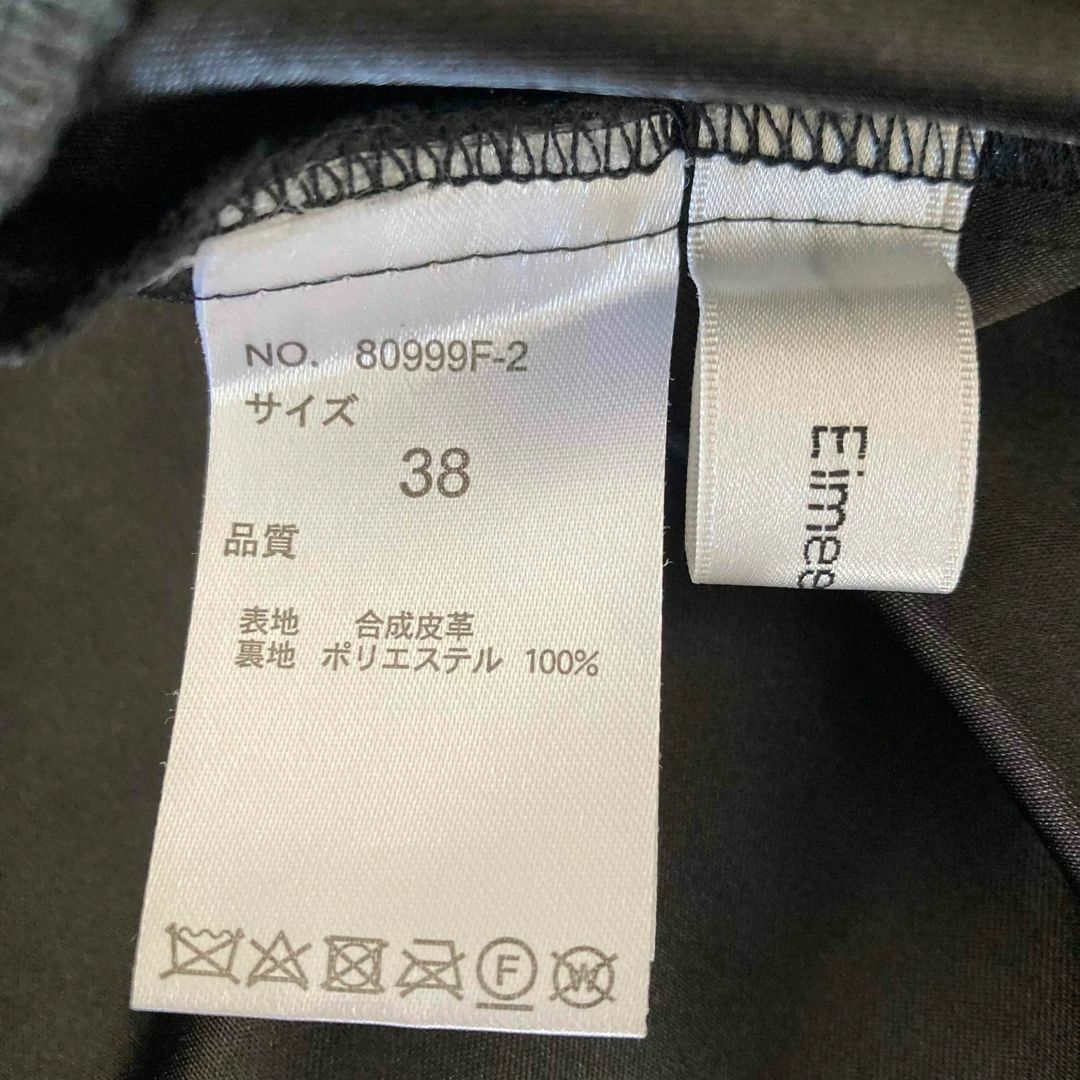 NO. 80999F-2
サイズ
38
品質
表地 合成皮革
裏地 ポリエステル 100%
F
W
Eimes